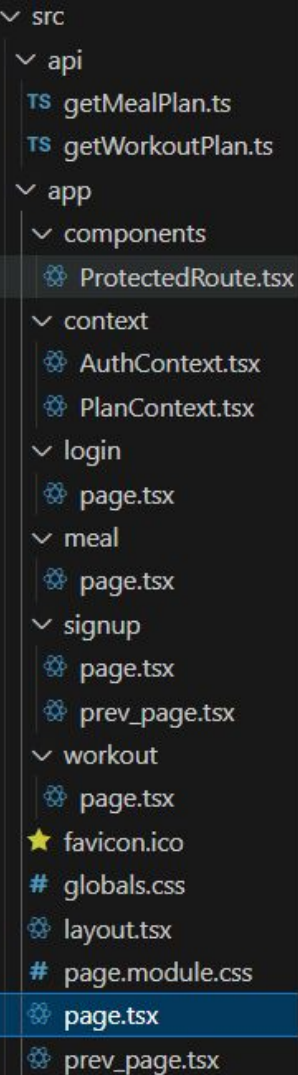 src
api
TS getMealPlan.ts
TS getWorkoutPlan.ts
app
components
ProtectedRoute.tsx
context
AuthContext.tsx
PlanContext.tsx
login
page.tsx
meal
page.tsx
signup
page.tsx
prev_page.tsx
workout
page.tsx
favicon.ico
# globals.css
layout.tsx
# page.module.css
page.tsx
prev_page.tsx